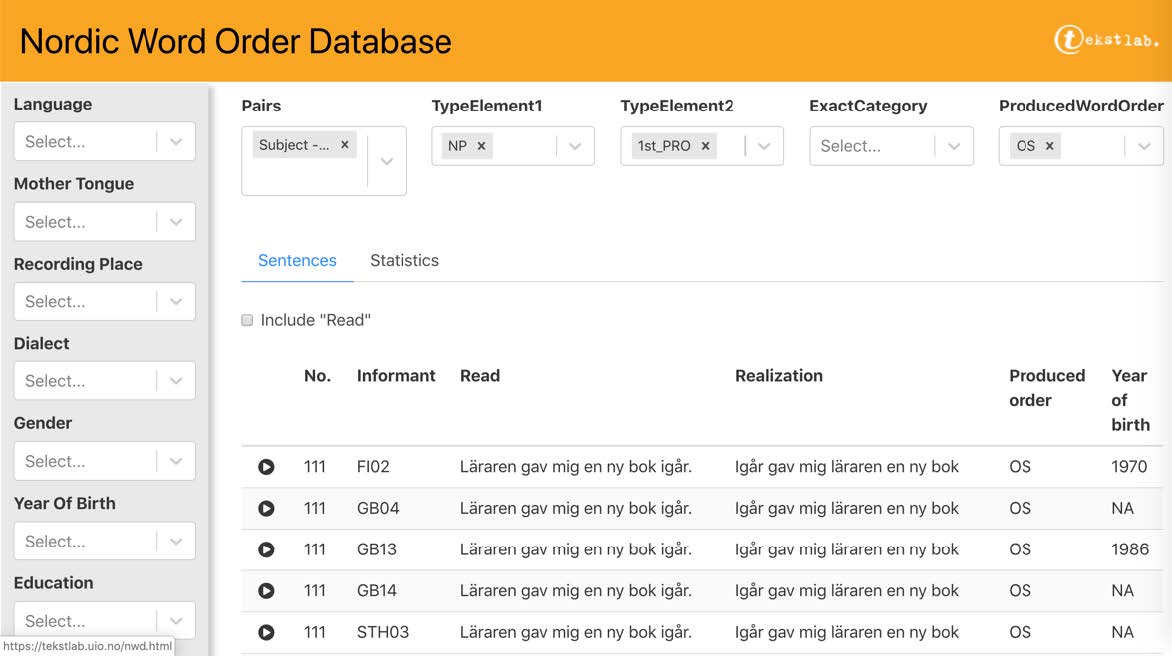 Nordic Word Order Database
tekstlab.
Language
Select...
Mother Tongue
Select...
Recording Place
Select...
Dialect
Select...
Gender
Select...
Year Of Birth
Select...
Education
Select...
https://tekstlab.uio.no/nwd.html
Pairs TypeElement1 TypeElement2 ExactCategory ProducedWordOrder
Subject -... × NP × 1st_PRO × Select... OS ×
Sentences Statistics
Include "Read"
No. Informant Read Realization Produced order Year of birth
111 FI02 Läraren gav mig en ny bok igår. Igår gav mig läraren en ny bok OS 1970
111 GB04 Läraren gav mig en ny bok igår. Igår gav mig läraren en ny bok OS NA
111 GB13 Läraren gav mig en ny bok igår. Igår gav mig läraren en ny bok OS 1986
111 GB14 Läraren gav mig en ny bok igår. Igår gav mig läraren en ny bok OS NA
111 STH03 Läraren gav mig en ny bok igår. Igår gav mig läraren en ny bok OS NA